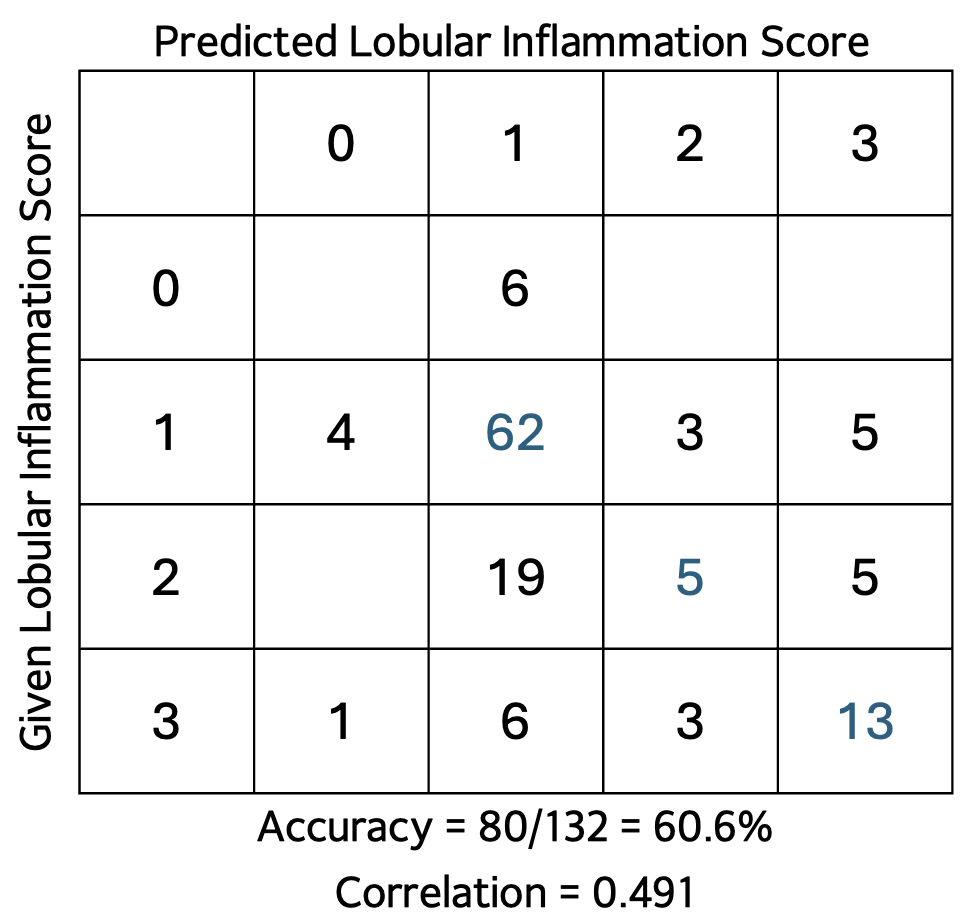 Predicted Lobular Inflammation Score
Given Lobular Inflammation Score
0 1 2 3
0 6
1 4 62 3 5
2 19 5 5
3 1 6 3 13
Accuracy = 80/132 = 60.6%
Correlation = 0.491